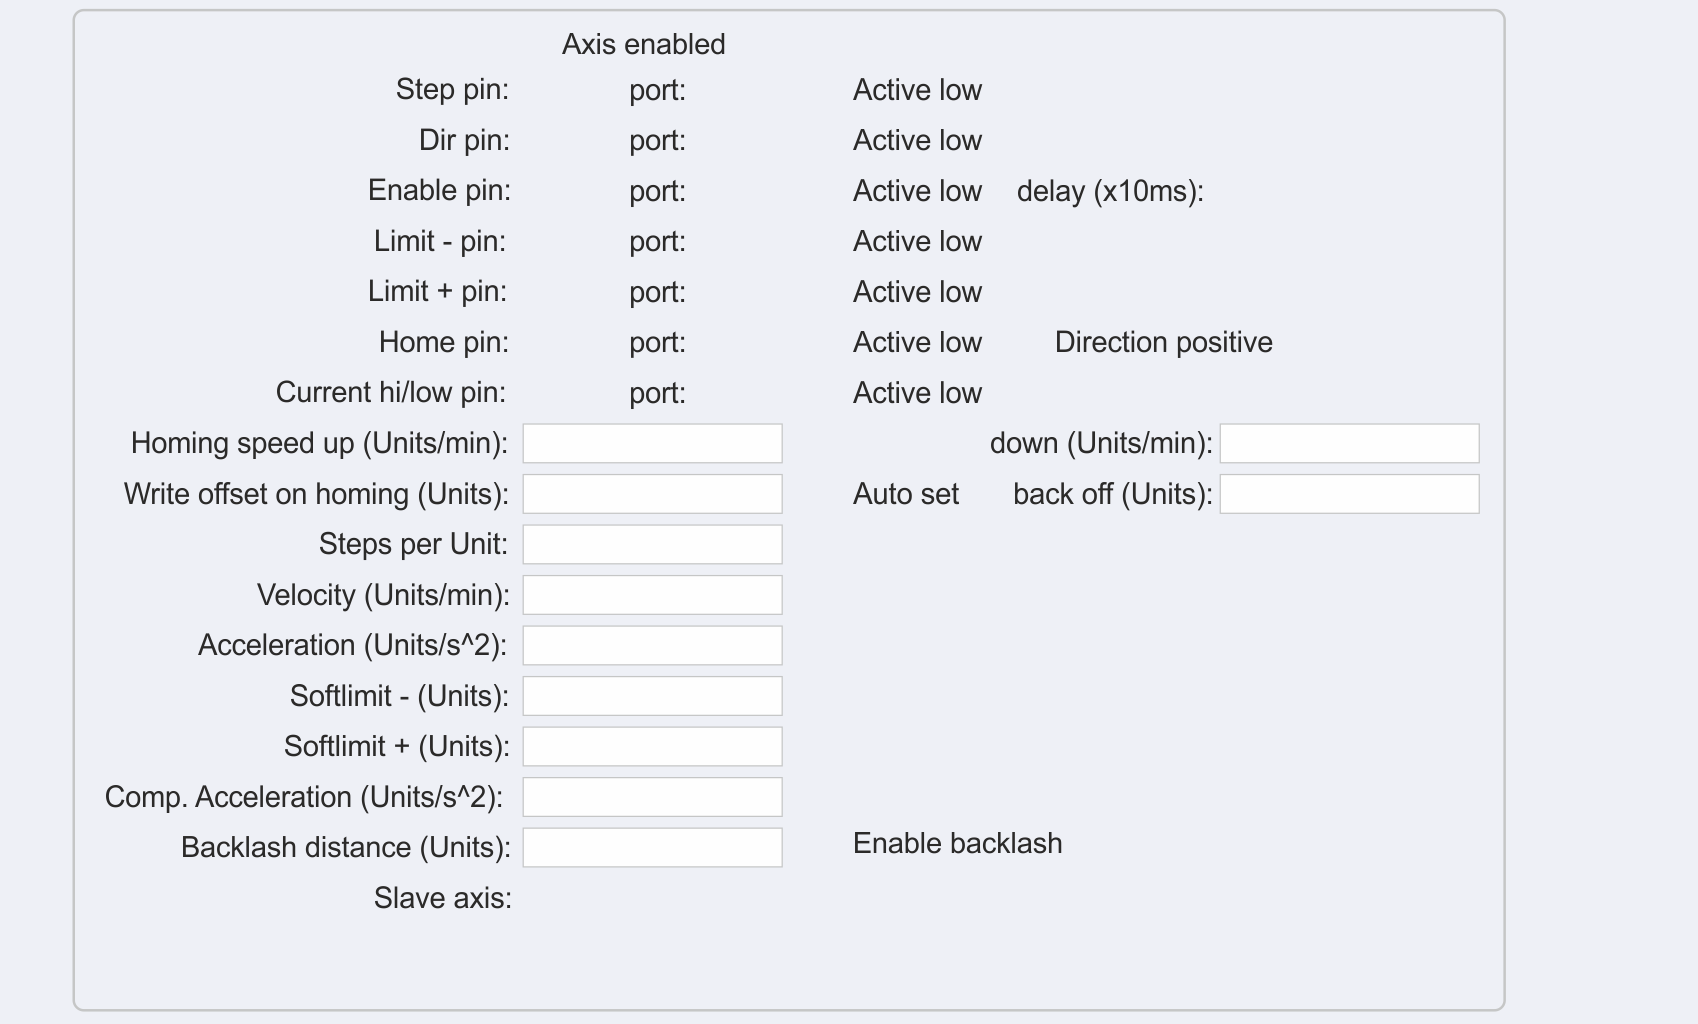 Axis enabled
Step pin: port: Active low
Dir pin: port: Active low
Enable pin: port: Active low delay (x10ms):
Limit - pin: port: Active low
Limit + pin: port: Active low
Home pin: port: Active low Direction positive
Current hi/low pin: port: Active low
Homing speed up (Units/min): down (Units/min):
Write offset on homing (Units): Auto set back off (Units):
Steps per Unit:
Velocity (Units/min):
Acceleration (Units/s^2):
Softlimit - (Units):
Softlimit + (Units):
Comp. Acceleration (Units/s^2):
Backlash distance (Units): Enable backlash
Slave axis: